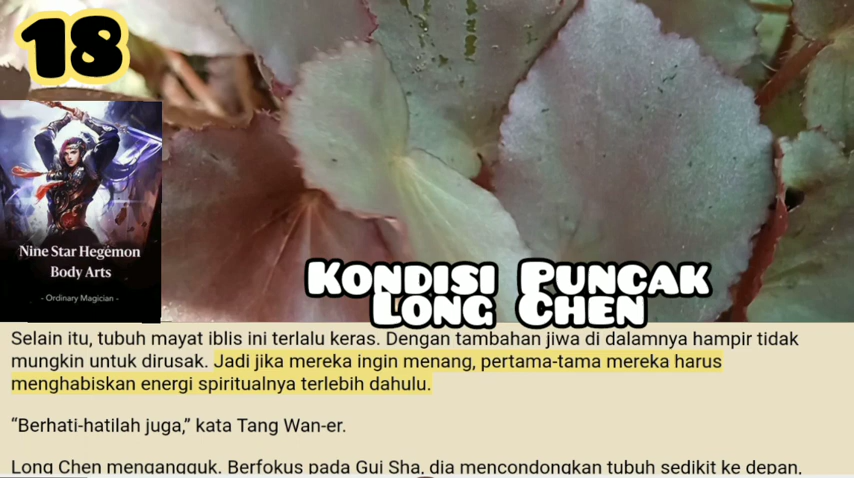 18
Nine Star Hegemon
Body Arts
- Ordinary Magician -
KONDISI PUNCAK
LONG CHEN
Selain itu, tubuh mayat iblis ini terlalu keras. Dengan tambahan jiwa di dalamnya hampir tidak
mungkin untuk dirusak. Jadi jika mereka ingin menang, pertama-tama mereka harus
menghabiskan energi spiritualnya terlebih dahulu.
“Berhati-hatilah juga,” kata Tang Wan-er.
Long Chen mengangguk. Berfokus pada Gui Sha, dia mencondongkan tubuh sedikit ke depan,